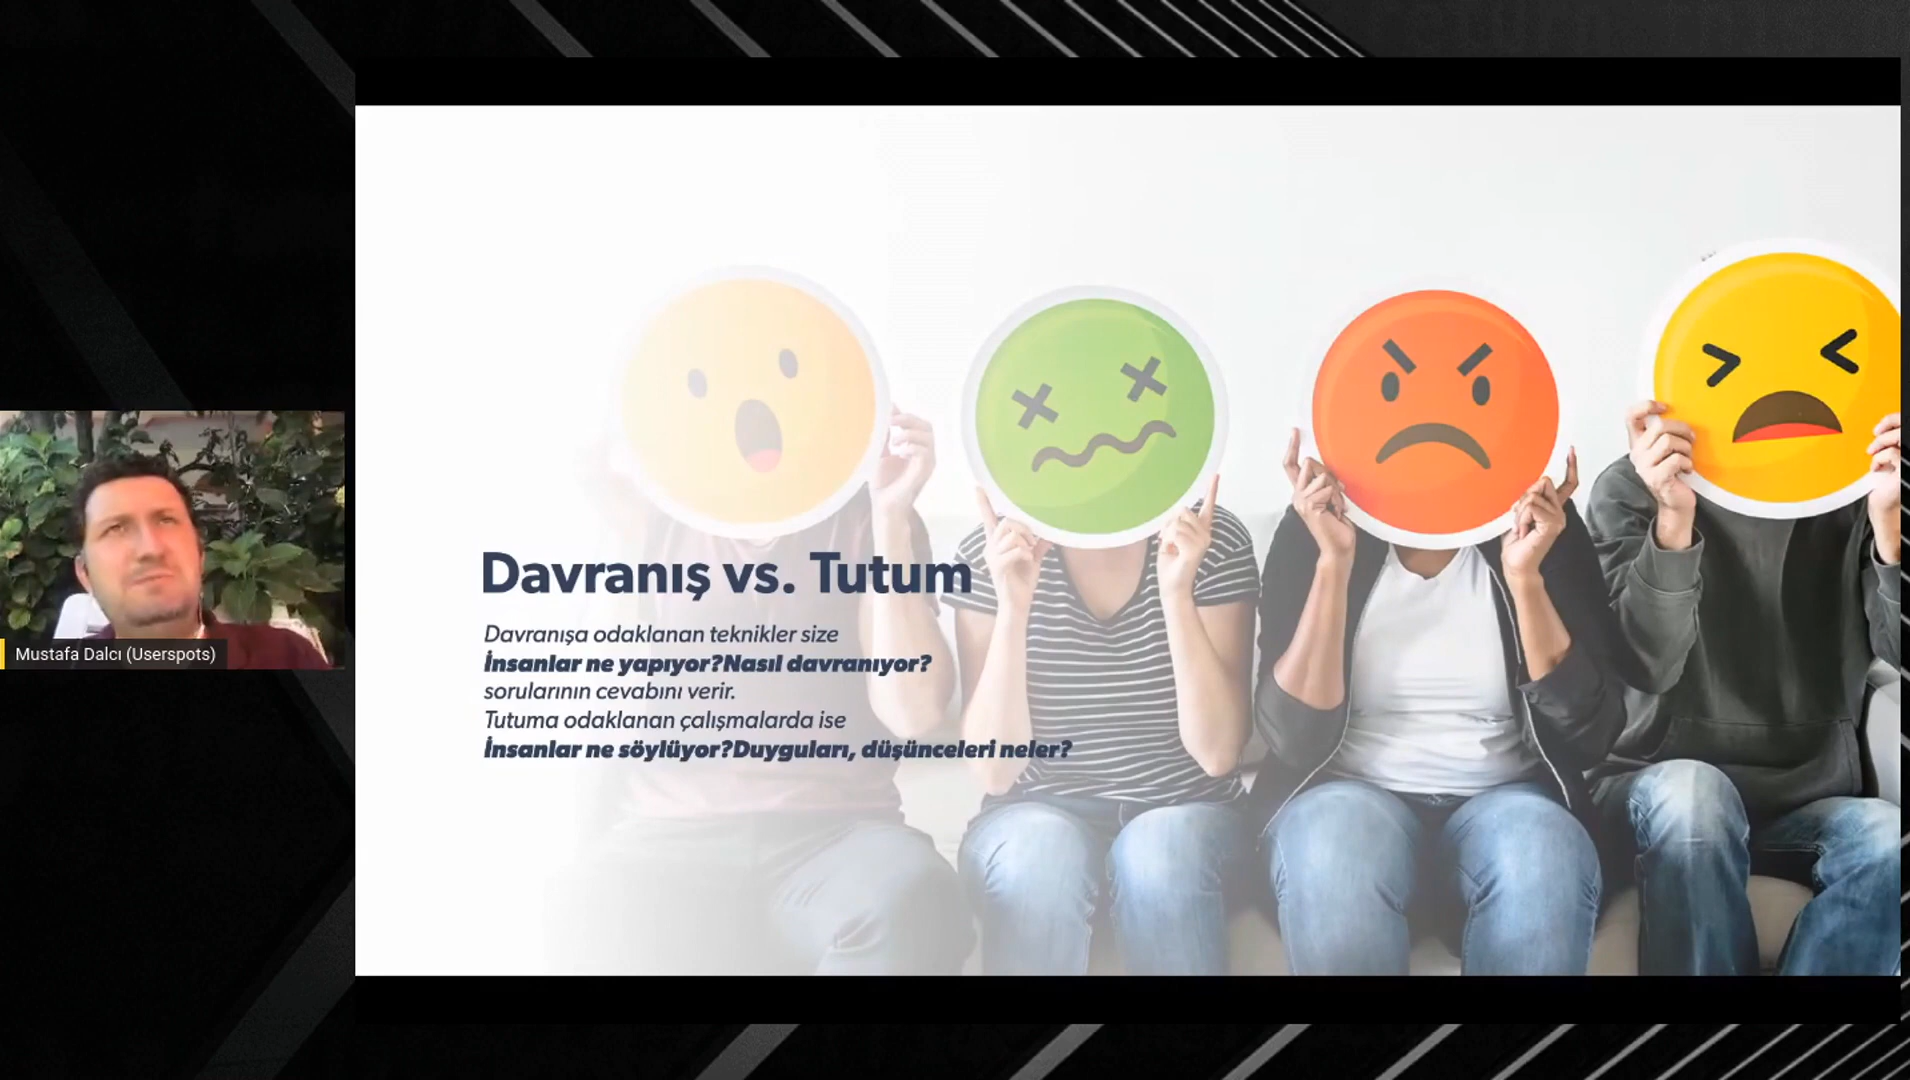 Davranış vs. Tutum
Davranışa odaklanan teknikler size
İnsanlar ne yapıyor?Nasıl davranıyor?
sorularının cevabını verir.
Tutuma odaklanan çalışmalarda ise
İnsanlar ne söylüyor?Duyguları, düşünceleri neler?
Mustafa Dalcı (Userspots)